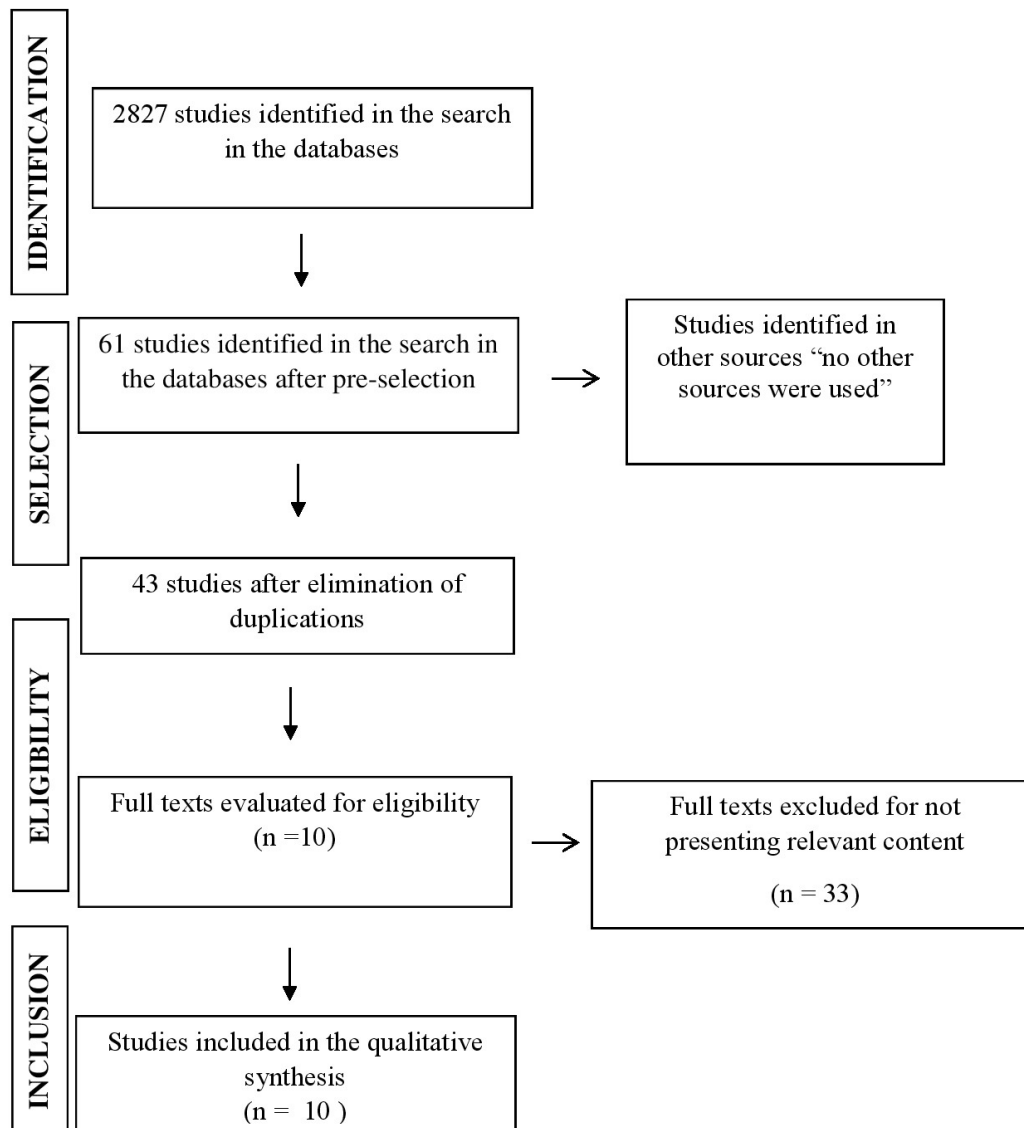 IDENTIFICATION
2827 studies identified in the search
in the databases
SELECTION
61 studies identified in the search in
the databases after pre-selection
Studies identified in
other sources “no other
sources were used”
43 studies after elimination of
duplications
ELIGIBILITY
Full texts evaluated for eligibility
(n =10)
Full texts excluded for not
presenting relevant content
(n = 33)
INCLUSION
Studies included in the qualitative
synthesis
(n = 10 )